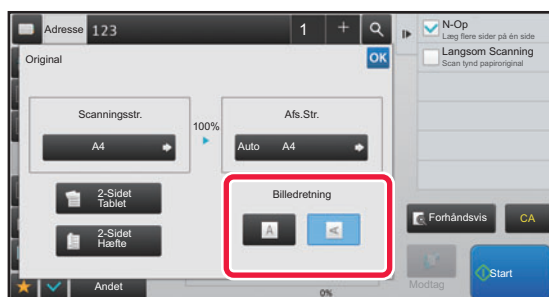 Adresse 123 1 +
N-Op
Læg flere sider på én side
Langsom Scanning
Scan tynd papiroriginal
Original OK
Scanningsstr. 100% Afs.Str.
A4 Auto A4
2-Sidet
Tablet
2-Sidet
Hæfte
Billedretning
A A
Forhåndsvis CA
Modtag Start
Andet
0%